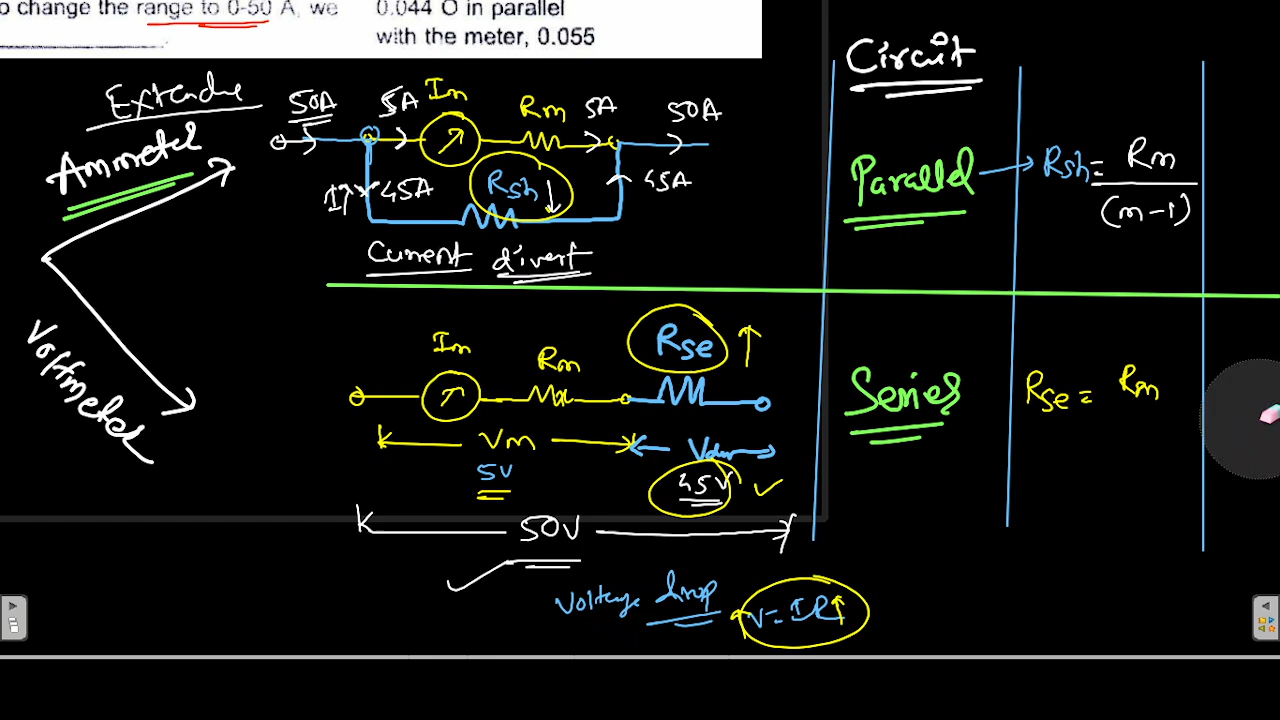 o change the range to 0-50 A, we
0.044 O in parallel
with the meter, 0.055
Circuit
Extende
Ammeter
50A
5A
Im
Rm
5A
50A
45A
Rsh ↓
45A
Current divert
Parallel → Rsh = Rm / (m-1)
Voltmeter
Im
Rm
Rse ↑
Vm
5V
45V ✓
50V
Series
Rse = Rm
Voltage drop
V=IR↑